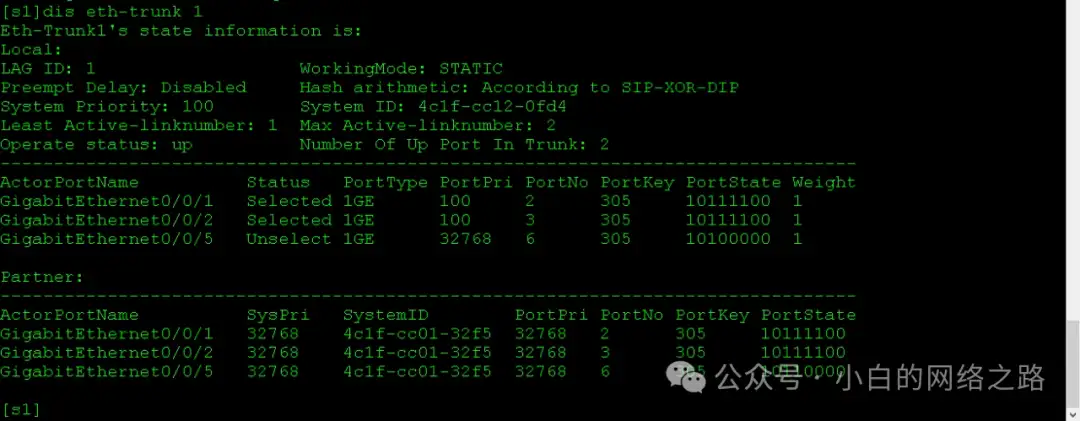 [s1]dis eth-trunk 1
Eth-Trunk1's state information is:
Local:
LAG ID: 1 WorkingMode: STATIC
Preempt Delay: Disabled Hash arithmetic: According to SIP-XOR-DIP
System Priority: 100 System ID: 4c1f-cc12-0fd4
Least Active-linknumber: 1 Max Active-linknumber: 2
Operate status: up Number Of Up Port In Trunk: 2
--------------------------------------------------------------------------------
ActorPortName Status PortType PortPri PortNo PortKey PortState Weight
GigabitEthernet0/0/1 Selected 1GE 100 2 305 10111100 1
GigabitEthernet0/0/2 Selected 1GE 100 3 305 10111100 1
GigabitEthernet0/0/5 Unselect 1GE 32768 6 305 10100000 1
Partner:
--------------------------------------------------------------------------------
ActorPortName SysPri SystemID PortPri PortNo PortKey PortState
GigabitEthernet0/0/1 32768 4c1f-cc01-32f5 32768 2 305 10111100
GigabitEthernet0/0/2 32768 4c1f-cc01-32f5 32768 3 305 10111100
GigabitEthernet0/0/5 32768 4c1f-cc01-32f5 32768 6
公众号·小白的网络之路
[s1]